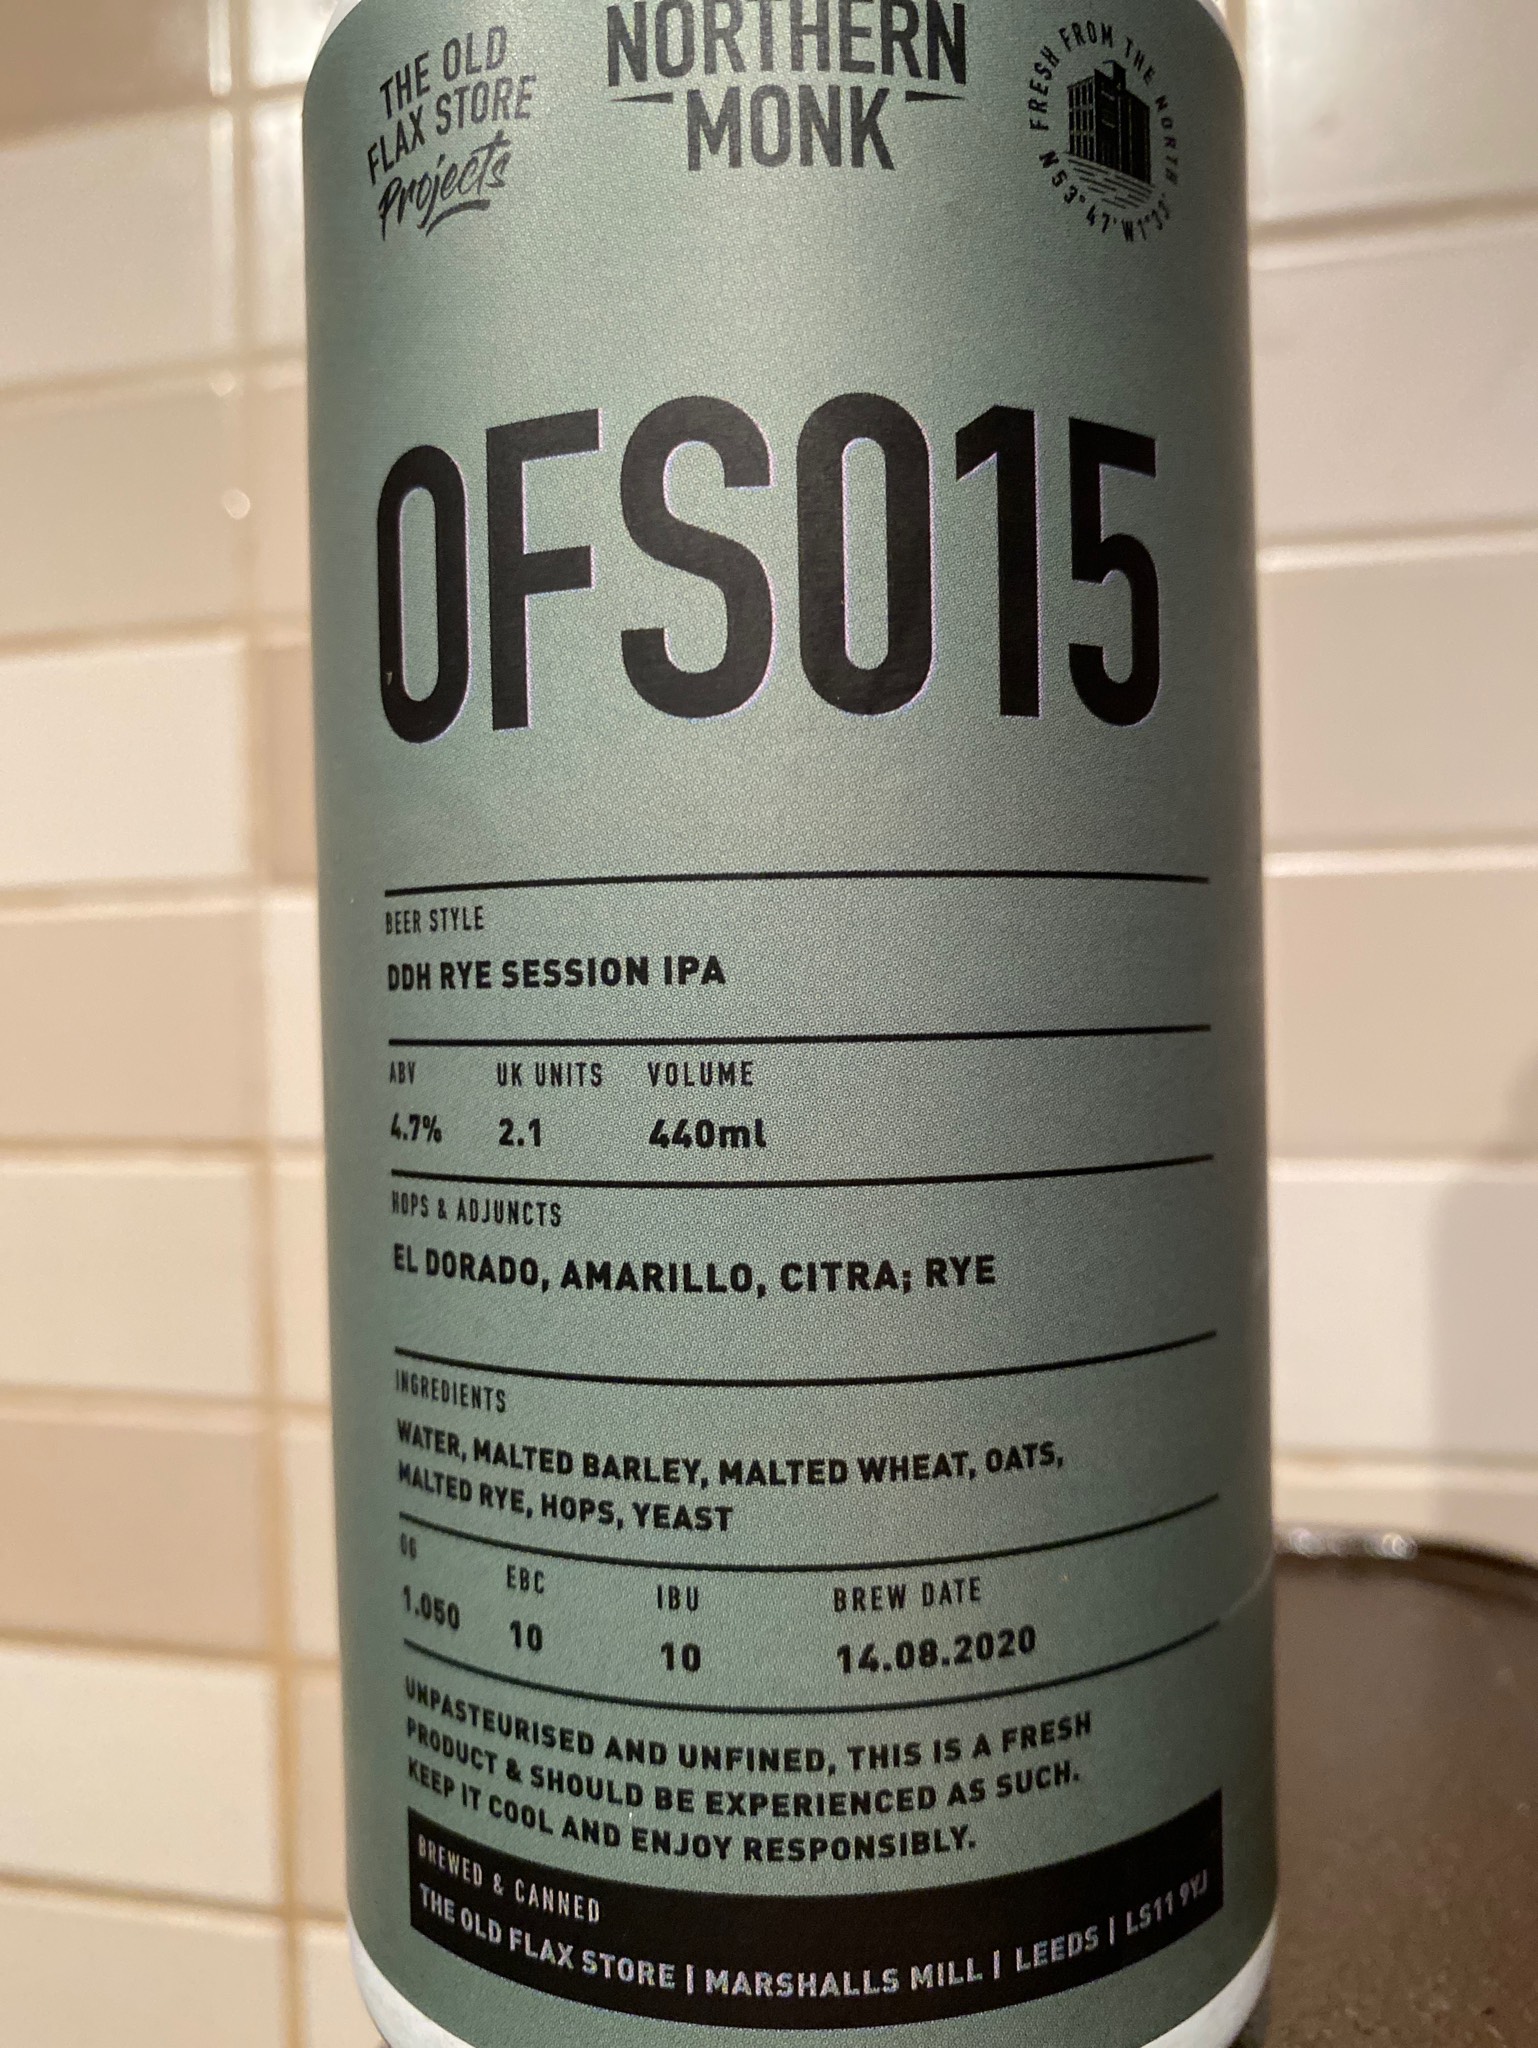 THE OLD
FLAX STORE
Projects
NORTHERN
MONK
FRESH FROM THE NORTH
N53°47'W1°33'
OFS015
BEER STYLE
DDH RYE SESSION IPA
ABV UK UNITS VOLUME
4.7% 2.1 440ml
HOPS & ADJUNCTS
EL DORADO, AMARILLO, CITRA; RYE
INGREDIENTS
WATER, MALTED BARLEY, MALTED WHEAT, OATS,
MALTED RYE, HOPS, YEAST
OG EBC IBU BREW DATE
1.050 10 10 14.08.2020
UNPASTEURISED AND UNFINED, THIS IS A FRESH
PRODUCT & SHOULD BE EXPERIENCED AS SUCH.
KEEP IT COOL AND ENJOY RESPONSIBLY.
BREWED & CANNED
THE OLD FLAX STORE | MARSHALLS MILL | LEEDS | LS11 9YJ